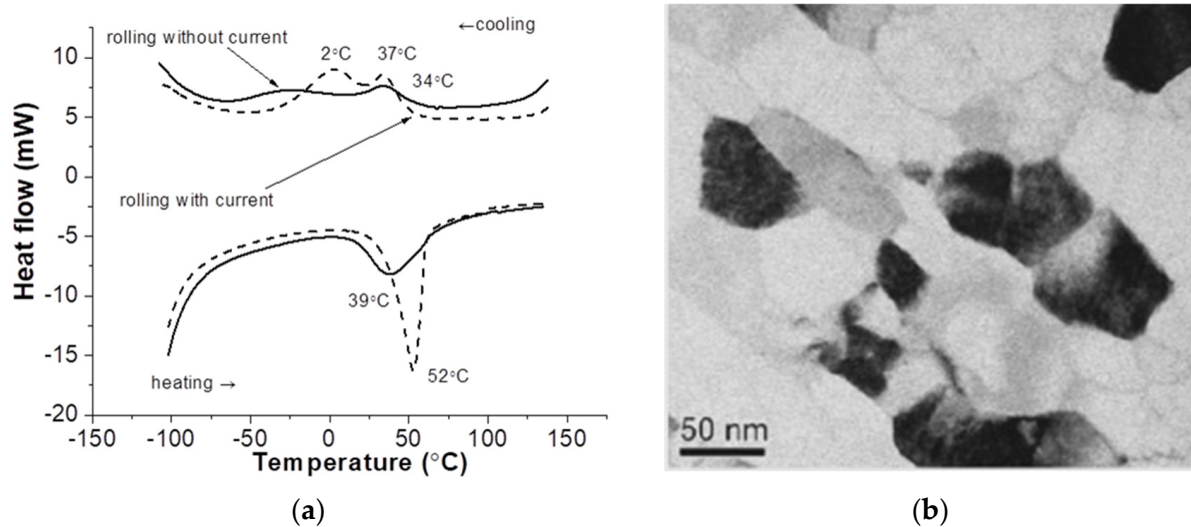 rolling without current
←cooling
2°C
37°C
34°C
rolling with current
39°C
52°C
heating →
Heat flow (mW)
10
5
0
-5
-10
-15
-20
-150
-100
-50
0
50
100
150
Temperature (°C)
50 nm
(a)
(b)